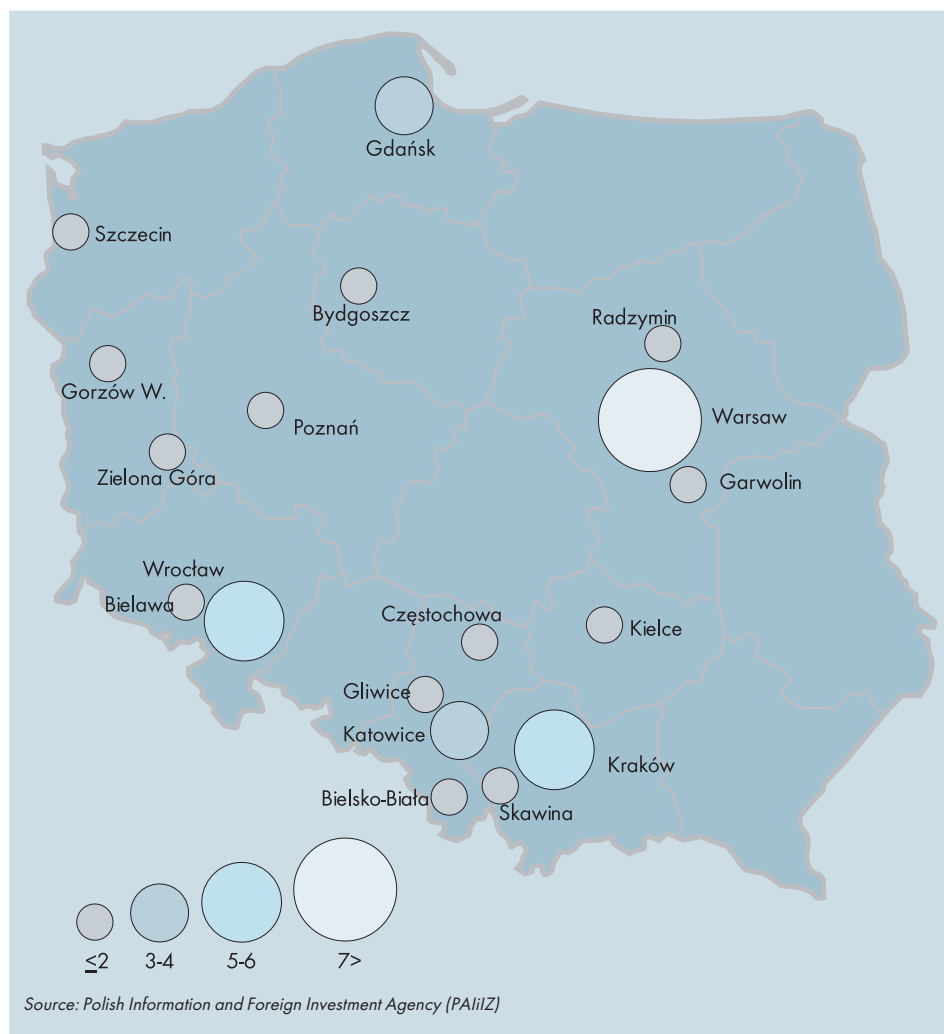 Gdańsk
Szczecin
Bydgoszcz
Radzymin
Gorzów W.
Warsaw
Poznań
Zielona Góra
Garwolin
Wrocław
Bielawa
Częstochowa
Kielce
Gliwice
Katowice
Kraków
Bielsko-Biała
Skawina
≤2 3-4 5-6 7>
Source: Polish Information and Foreign Investment Agency (PAIiIZ)